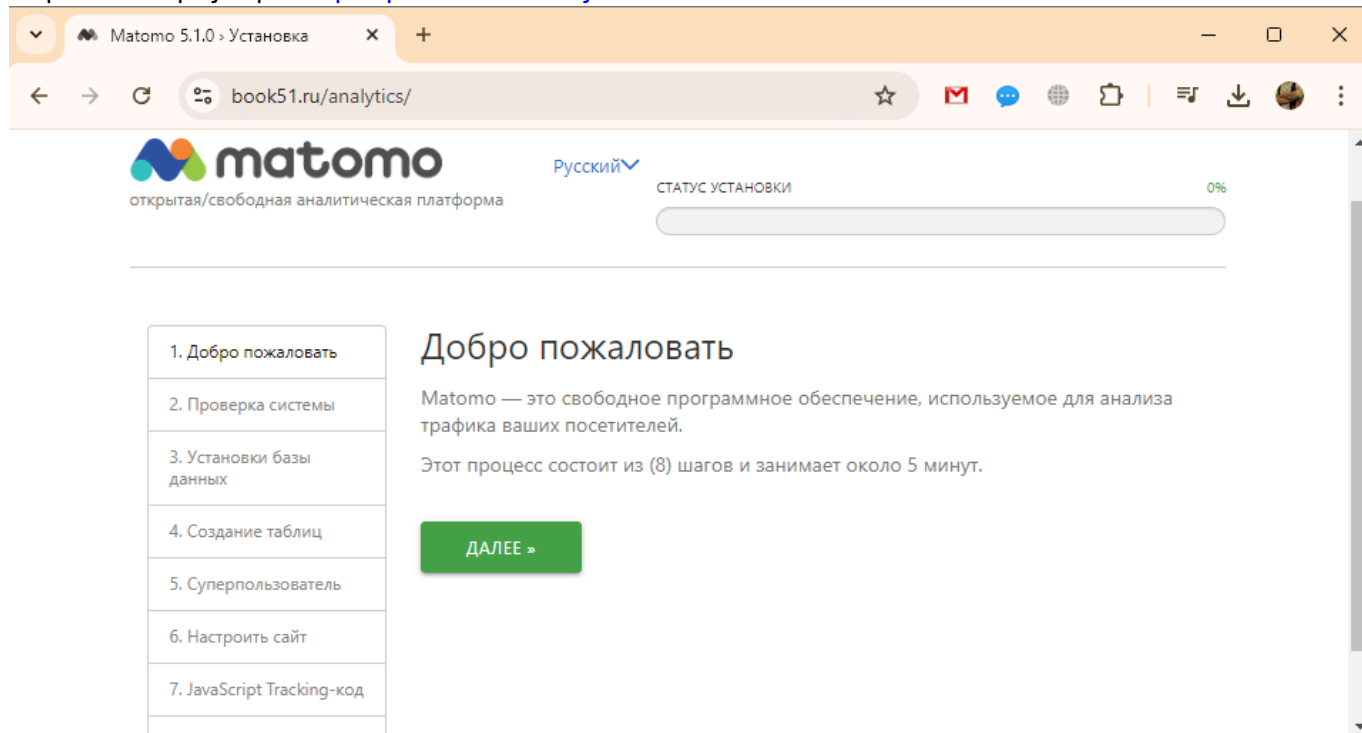 Matomo 5.1.0 › Установка
book51.ru/analytics/
matomo
открытая/свободная аналитическая платформа
Русский
СТАТУС УСТАНОВКИ
0%
1. Добро пожаловать
2. Проверка системы
3. Установки базы
данных
4. Создание таблиц
5. Суперпользователь
6. Настроить сайт
7. JavaScript Tracking-код
Добро пожаловать
Matomo — это свободное программное обеспечение, используемое для анализа
трафика ваших посетителей.
Этот процесс состоит из (8) шагов и занимает около 5 минут.
ДАЛЕЕ »